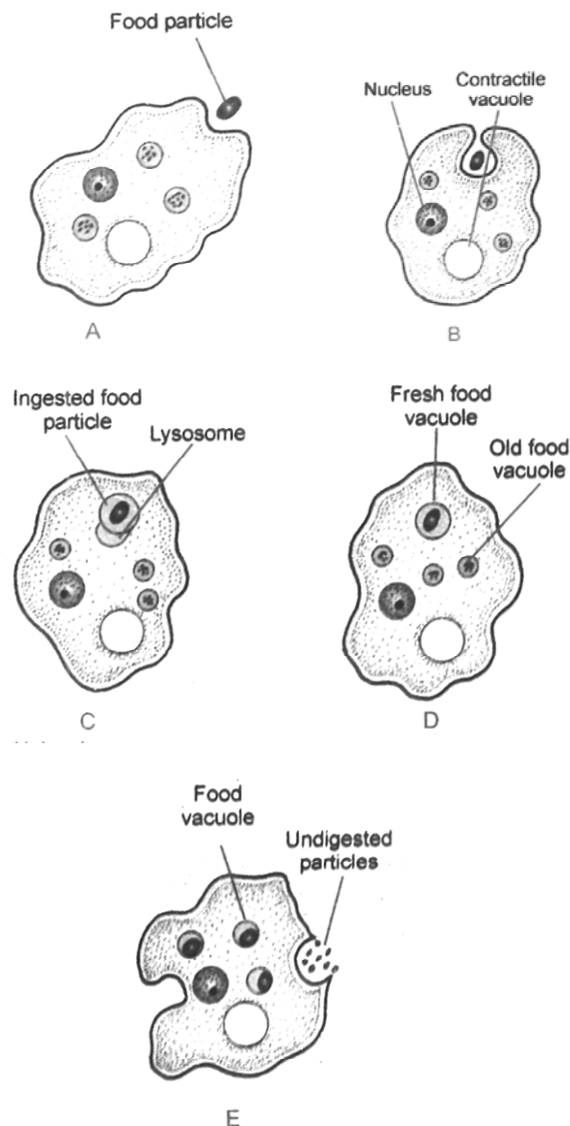 Food particle
A
Nucleus
Contractile
vacuole
B
Ingested food
particle
Lysosome
C
Fresh food
vacuole
Old food
vacuole
D
Food
vacuole
Undigested
particles
E